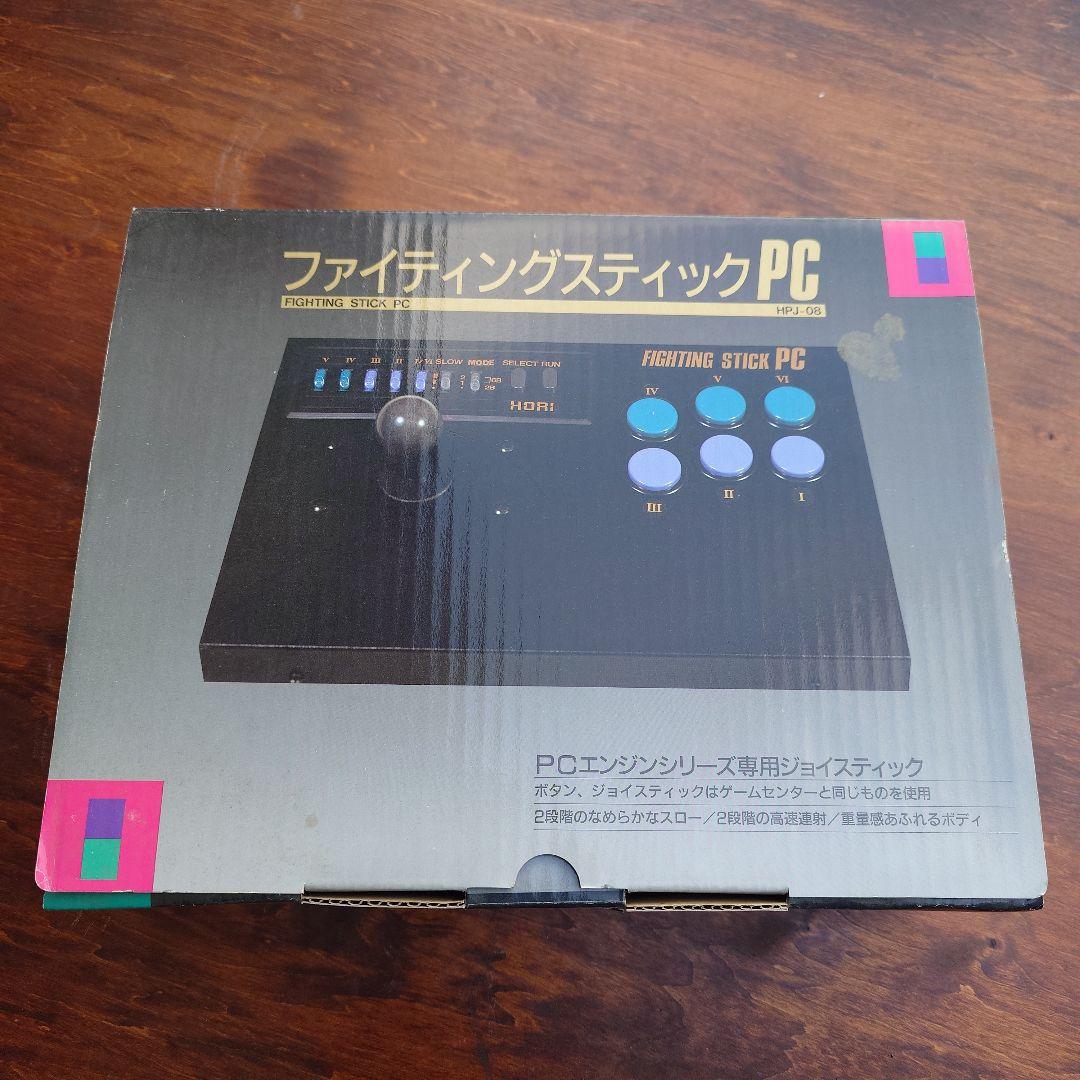 ファイティングスティックPC
FIGHTING STICK PC
HPJ-08
V IV III II I/VI SLOW MODE SELECT RUN
2
1
6B
2B
HORI
FIGHTING STICK PC
IV V VI
III II I
PCエンジンシリーズ専用ジョイスティック
ボタン、ジョイスティックはゲームセンターと同じものを使用
2段階のなめらかなスロー/2段階の高速連射/重量感あふれるボディ